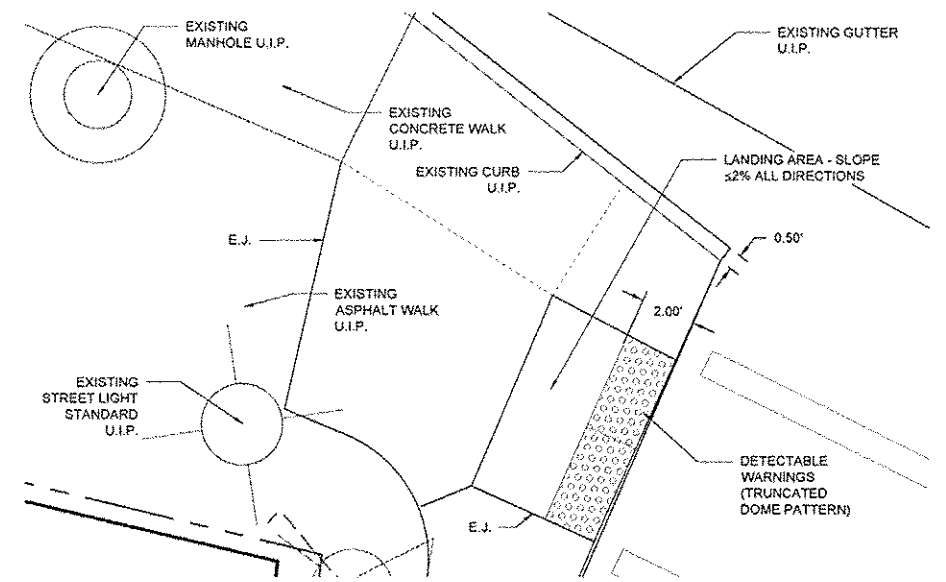 EXISTING
MANHOLE U.I.P.
EXISTING GUTTER
U.I.P.
EXISTING
CONCRETE WALK
U.I.P.
EXISTING CURB
U.I.P.
LANDING AREA - SLOPE
≤2% ALL DIRECTIONS
0.50'
E.J.
EXISTING
ASPHALT WALK
U.I.P.
2.00'
EXISTING
STREET LIGHT
STANDARD
U.I.P.
DETECTABLE
WARNINGS
(TRUNCATED
DOME PATTERN)
E.J.